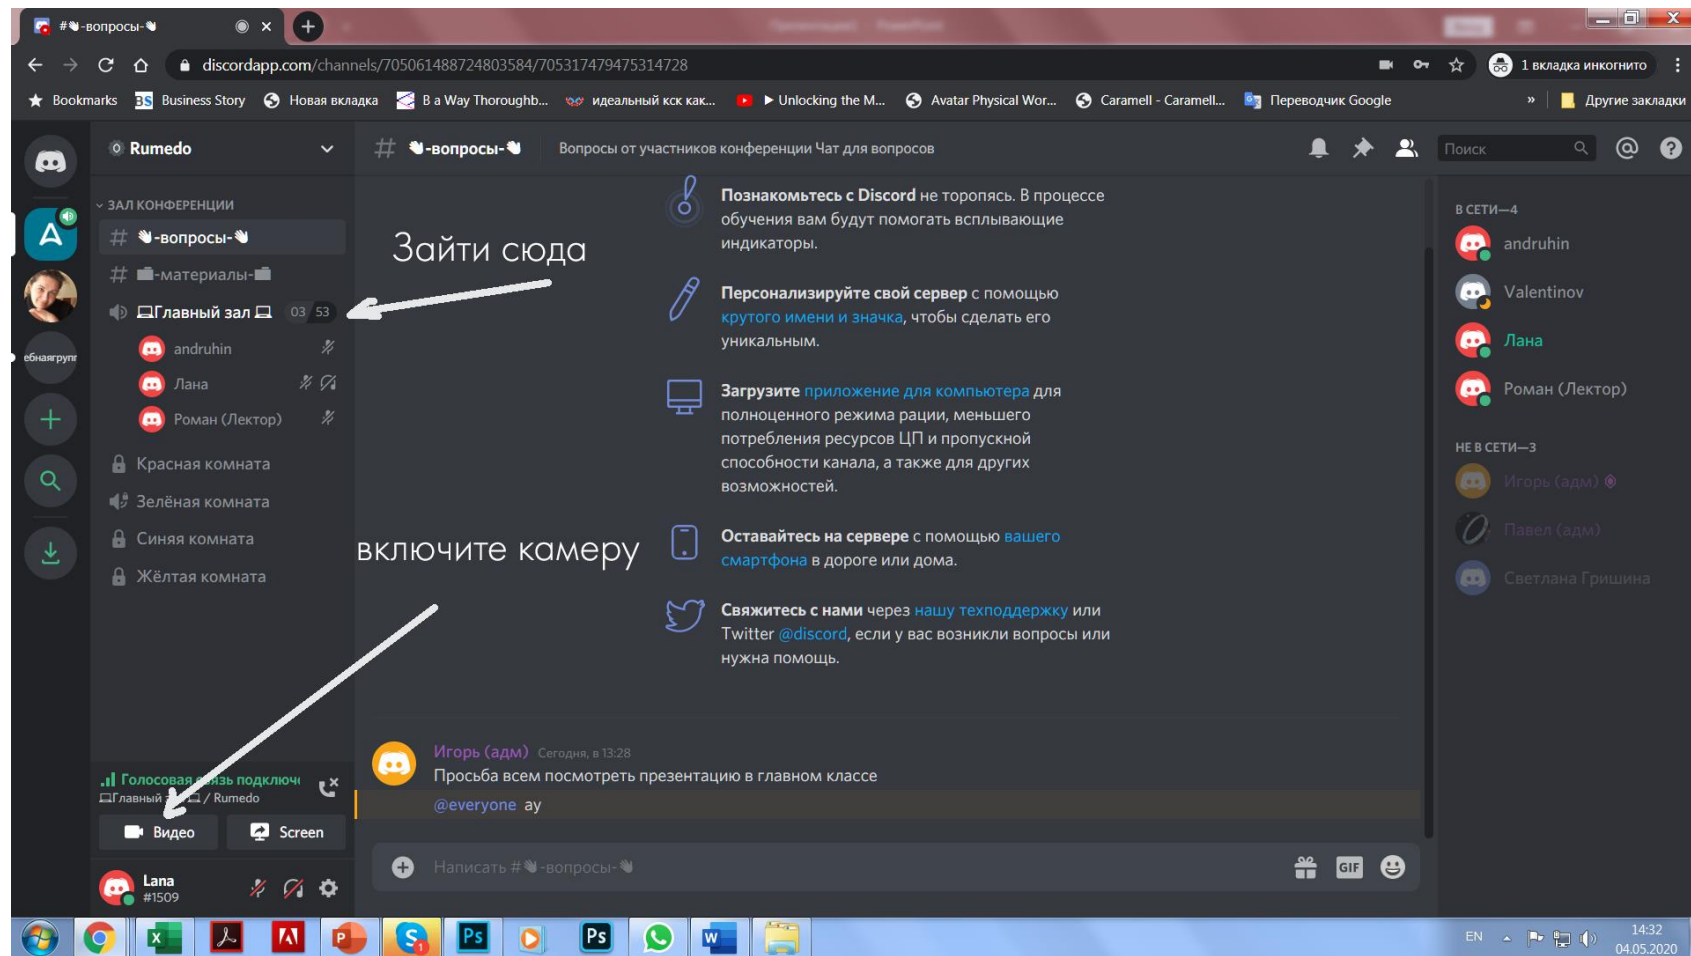 #👋-вопросы-👋
discordapp.com/channels/705061488724803584/705317479475314728
1 вкладка инкогнито
Bookmarks
BS Business Story
Новая вкладка
B a Way Thoroughb...
идеальный кск как...
▶ Unlocking the M...
Avatar Physical Wor...
Caramell - Caramell...
Переводчик Google
»
Другие закладки
Rumedo
# 👋-вопросы-👋
Вопросы от участников конференции Чат для вопросов
Поиск
ЗАЛ КОНФЕРЕНЦИИ
# 👋-вопросы-👋
# -материалы-
Главный зал 03 53
andruhin
Лана
Роман (Лектор)
Красная комната
Зелёная комната
Синяя комната
Жёлтая комната
ебнаягрупп
Зайти сюда
включите камеру
Познакомьтесь с Discord не торопясь. В процессе
обучения вам будут помогать всплывающие
индикаторы.
Персонализируйте свой сервер с помощью
крутого имени и значка, чтобы сделать его
уникальным.
Загрузите приложение для компьютера для
полноценного режима рации, меньшего
потребления ресурсов ЦП и пропускной
способности канала, а также для других
возможностей.
Оставайтесь на сервере с помощью вашего
смартфона в дороге или дома.
Свяжитесь с нами через нашу техподдержку или
Twitter @discord, если у вас возникли вопросы или
нужна помощь.
Игорь (адм) Сегодня, в 13:28
Просьба всем посмотреть презентацию в главном классе
@everyone ау
Написать #👋-вопросы-👋
GIF
В СЕТИ—4
andruhin
Valentinov
Лана
Роман (Лектор)
НЕ В СЕТИ—3
Игорь (адм)
Павел (адм)
Светлана Гришина
Голосовая связь подключ
Главный / Rumedo
Видео
Screen
Lana
#1509
EN
14:32
04.05.2020